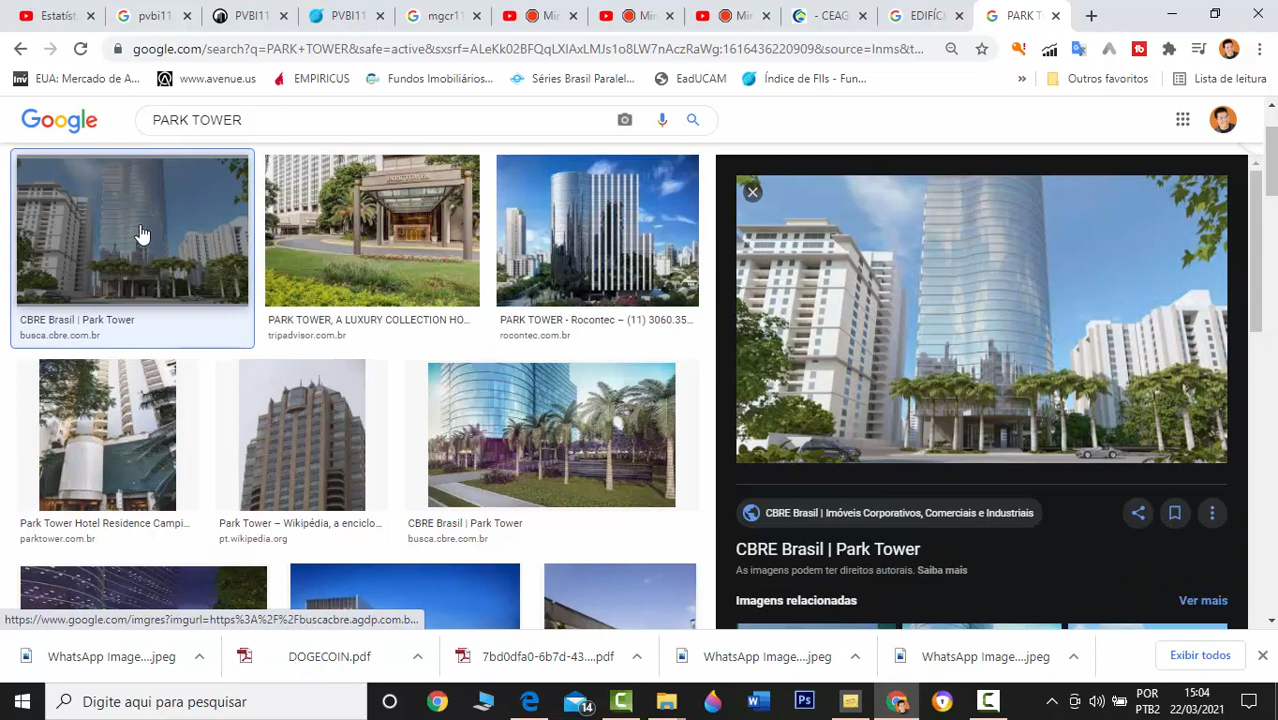 Estatíst
pvbi11
PVBI11
PVBI1
mgcr11
Min
Min
Min
- CEAG
EDIFÍC
PARK T
google.com/search?q=PARK+TOWER&safe=active&sxsrf=ALeKk02FQqLXIAxLMJs1o8LW7nAczRaWg:1616436220909&source=lnms&t...
EUA: Mercado de A...
www.avenue.us
EMPIRICUS
Fundos Imobiliários...
Séries Brasil Paralel...
EadUCAM
Índice de FIIs - Fun...
»
Outros favoritos
Lista de leitura
Google
PARK TOWER
CBRE Brasil | Park Tower
busca.cbre.com.br
PARK TOWER, A LUXURY COLLECTION HO...
tripadvisor.com.br
PARK TOWER - Rocontec – (11) 3060.35...
rocontec.com.br
Park Tower Hotel Residence Campi...
parktower.com.br
Park Tower – Wikipédia, a enciclo...
pt.wikipedia.org
CBRE Brasil | Park Tower
busca.cbre.com.br
CBRE Brasil | Imóveis Corporativos, Comerciais e Industriais
CBRE Brasil | Park Tower
As imagens podem ter direitos autorais. Saiba mais
Imagens relacionadas
Ver mais
https://www.google.com/imgres?imgurl=https%3A%2F%2Fbuscacbre.agdp.com.b...
WhatsApp Image....jpeg
DOGECOIN.pdf
7bd0dfa0-6b7d-43....pdf
WhatsApp Image....jpeg
WhatsApp Image....jpeg
Exibir todos
Digite aqui para pesquisar
14
POR
PTB2
15:04
22/03/2021